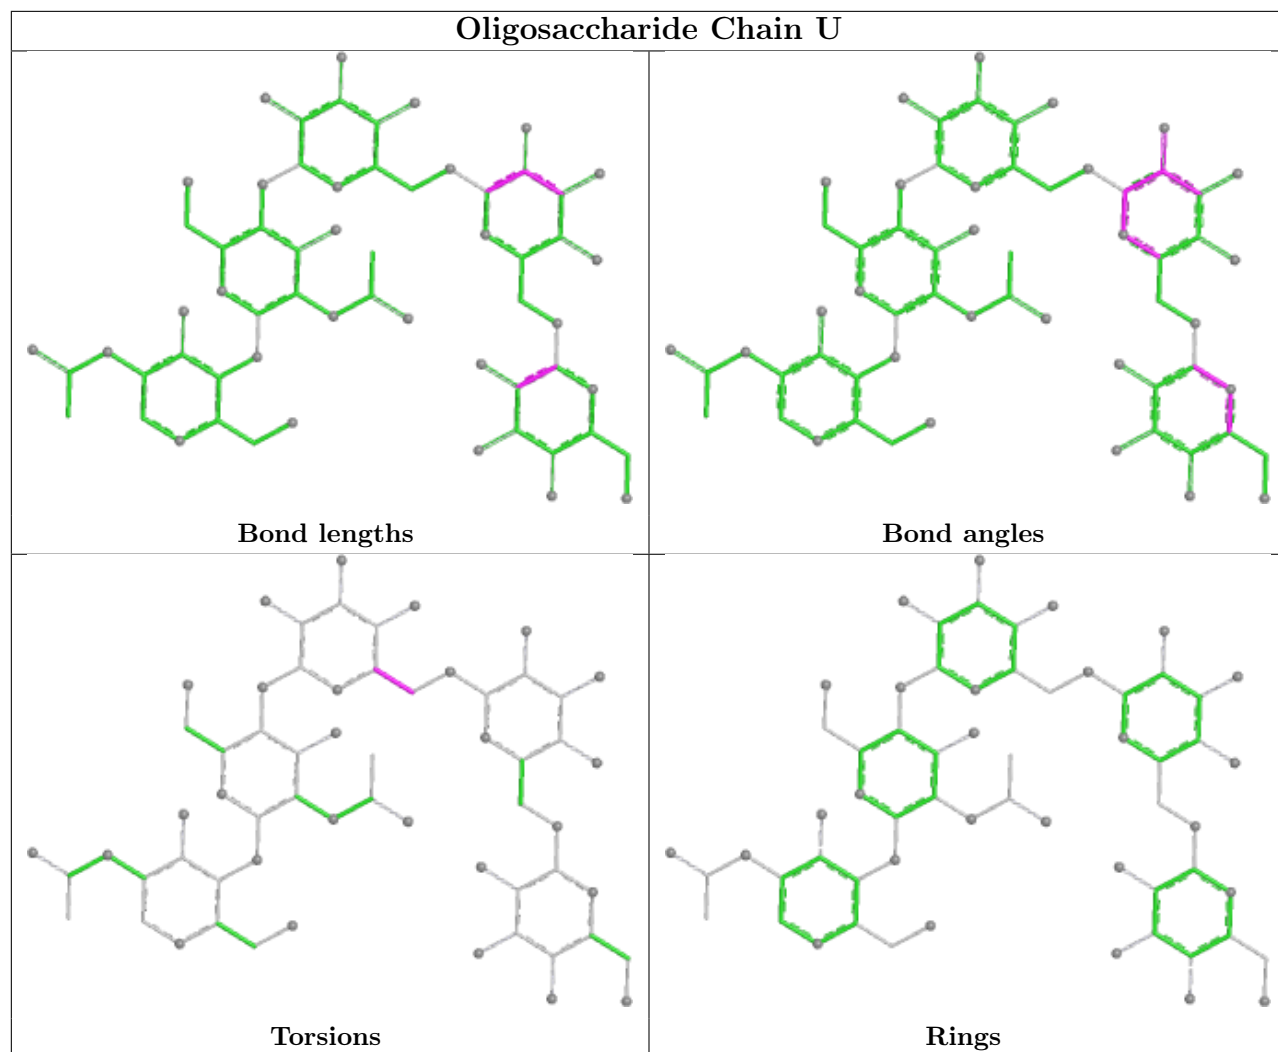 Oligosaccharide Chain U
Bond lengths
Bond angles
Torsions
Rings